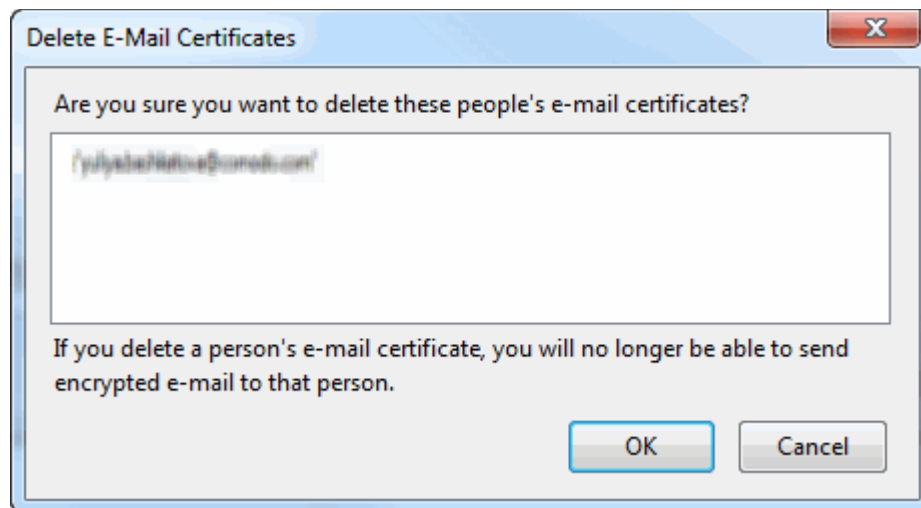 Delete E-Mail Certificates
Are you sure you want to delete these people's e-mail certificates?
If you delete a person's e-mail certificate, you will no longer be able to send
encrypted e-mail to that person.
OK Cancel